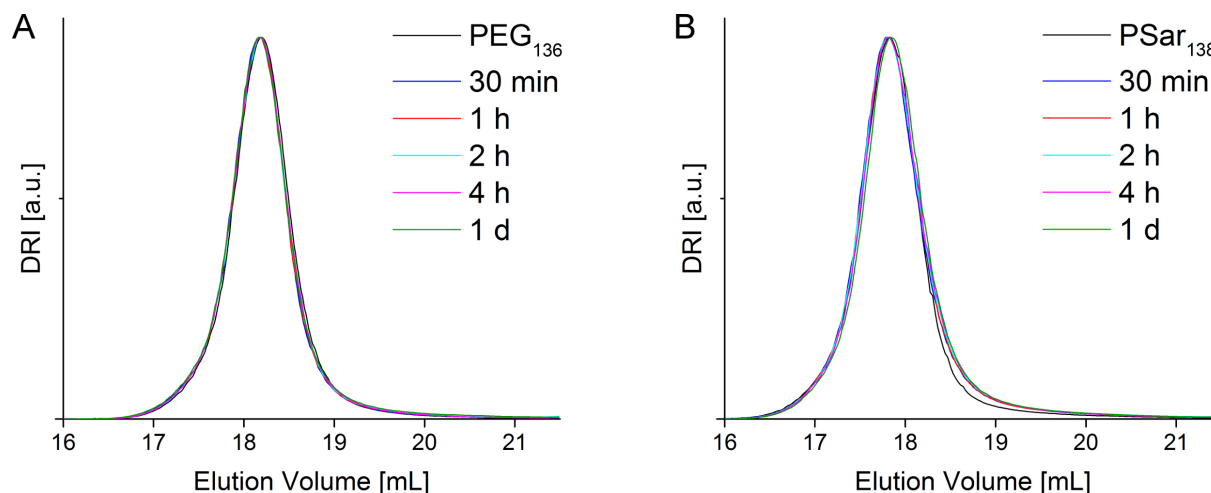 A
PEG136
30 min
1 h
2 h
4 h
1 d
DRI [a.u.]
16 17 18 19 20 21
Elution Volume [mL]
B
PSar138
30 min
1 h
2 h
4 h
1 d
DRI [a.u.]
16 17 18 19 20 21
Elution Volume [mL]